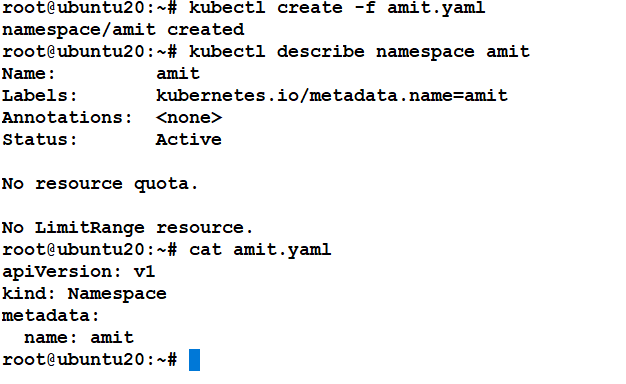 root@ubuntu20:~# kubectl create -f amit.yaml
namespace/amit created
root@ubuntu20:~# kubectl describe namespace amit
Name:         amit
Labels:       kubernetes.io/metadata.name=amit
Annotations:  <none>
Status:       Active

No resource quota.

No LimitRange resource.
root@ubuntu20:~# cat amit.yaml
apiVersion: v1
kind: Namespace
metadata:
  name: amit
root@ubuntu20:~#